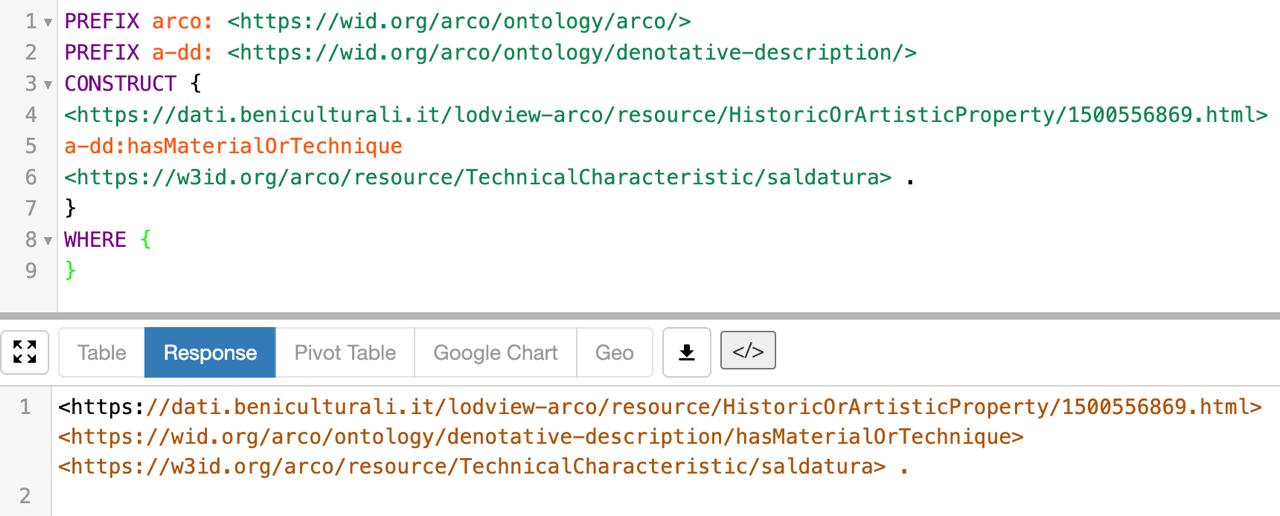 1 PREFIX arco: <https://wid.org/arco/ontology/arco/>
2 PREFIX a-dd: <https://wid.org/arco/ontology/denotative-description/>
3 CONSTRUCT {
4 <https://dati.beniculturali.it/lodview-arco/resource/HistoricOrArtisticProperty/1500556869.html>
5 a-dd:hasMaterialOrTechnique
6 <https://w3id.org/arco/resource/TechnicalCharacteristic/saldatura> .
7 }
8 WHERE {
9 }
Table Response Pivot Table Google Chart Geo </>
1 <https://dati.beniculturali.it/lodview-arco/resource/HistoricOrArtisticProperty/1500556869.html>
<https://wid.org/arco/ontology/denotative-description/hasMaterialOrTechnique>
<https://w3id.org/arco/resource/TechnicalCharacteristic/saldatura> .
2